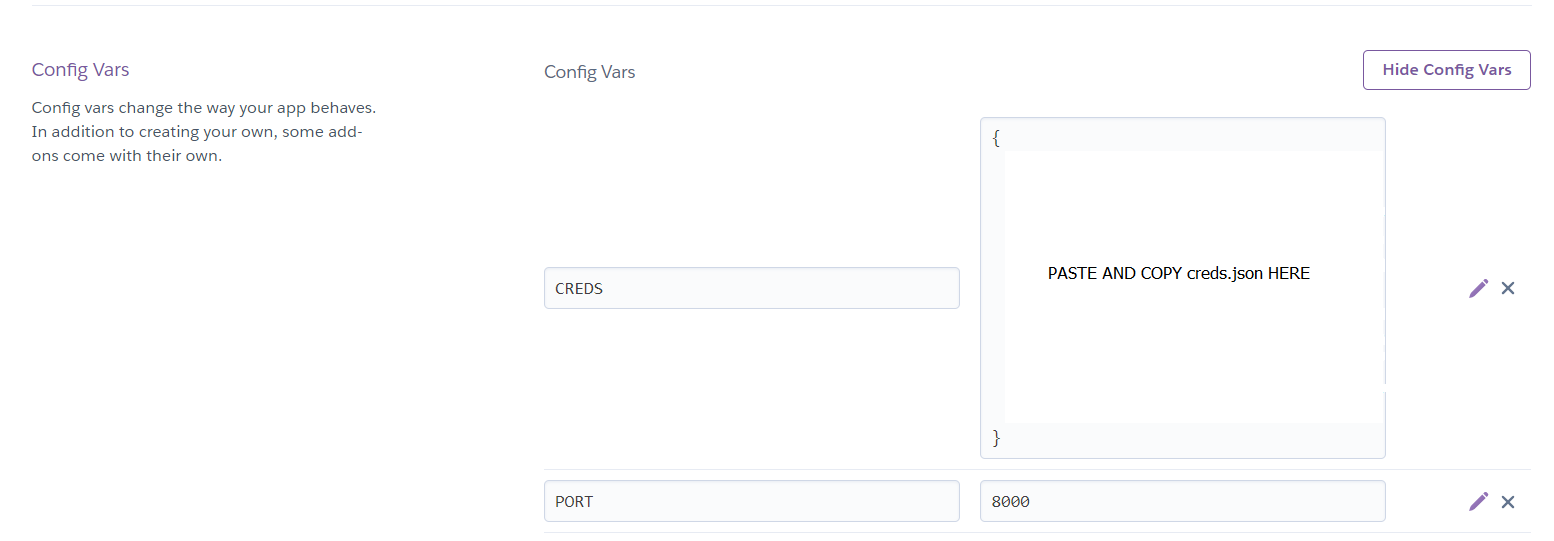 Config Vars
Config vars change the way your app behaves.
In addition to creating your own, some add-
ons come with their own.
Config Vars
Hide Config Vars
CREDS
{
PASTE AND COPY creds.json HERE
}
PORT
8000